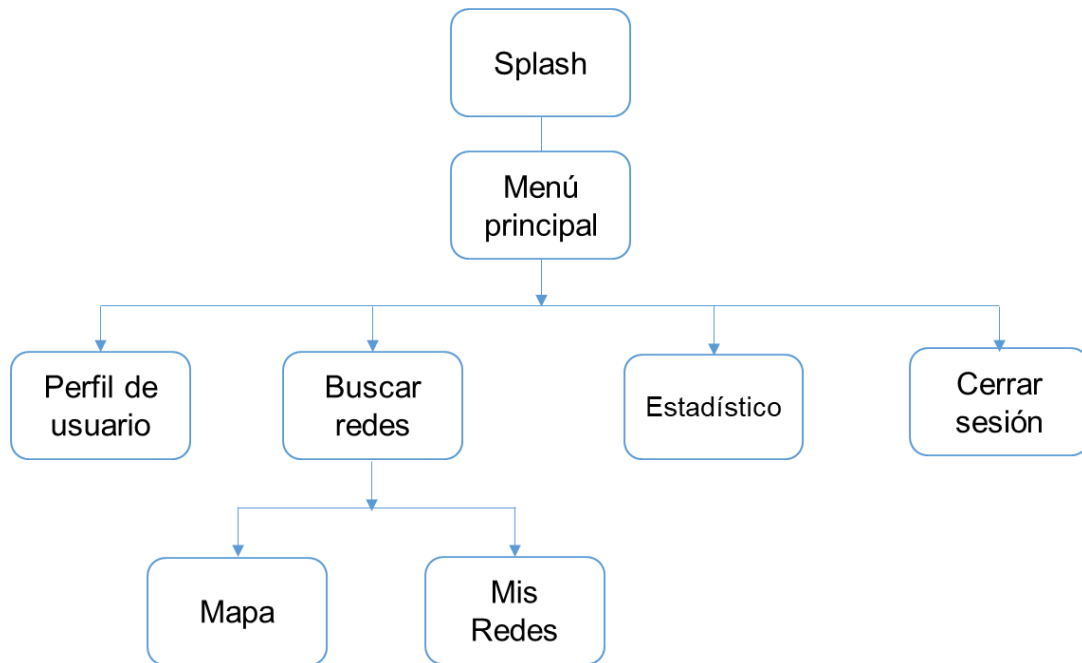 Splash
Menú
principal
Perfil de
usuario
Buscar
redes
Estadístico
Cerrar
sesión
Mapa
Mis
Redes